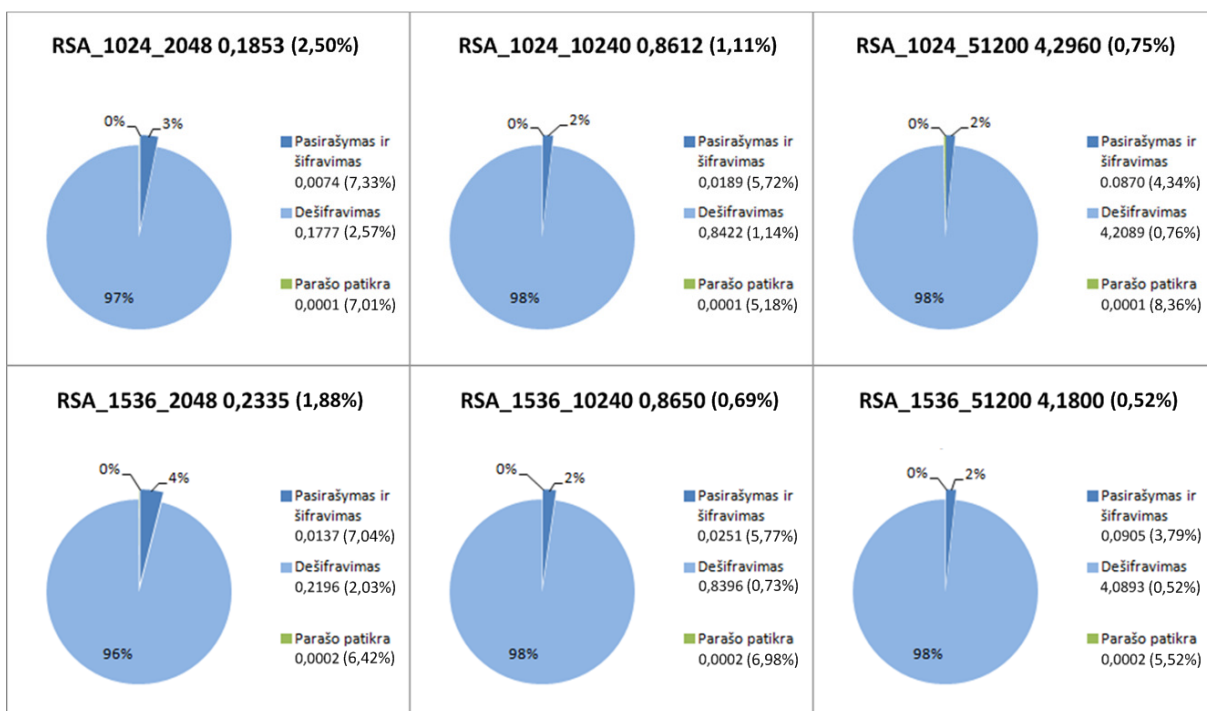 RSA_1024_2048 0,1853 (2,50%)
0%
3%
97%
Pasirašymas ir
šifravimas
0,0074 (7,33%)
Dešifravimas
0,1777 (2,57%)
Parašo patikra
0,0001 (7,01%)
RSA_1024_10240 0,8612 (1,11%)
0%
2%
98%
Pasirašymas ir
šifravimas
0,0189 (5,72%)
Dešifravimas
0,8422 (1,14%)
Parašo patikra
0,0001 (5,18%)
RSA_1024_51200 4,2960 (0,75%)
0%
2%
98%
Pasirašymas ir
šifravimas
0.0870 (4,34%)
Dešifravimas
4,2089 (0,76%)
Parašo patikra
0,0001 (8,36%)
RSA_1536_2048 0,2335 (1,88%)
0%
4%
96%
Pasirašymas ir
šifravimas
0,0137 (7,04%)
Dešifravimas
0,2196 (2,03%)
Parašo patikra
0,0002 (6,42%)
RSA_1536_10240 0,8650 (0,69%)
0%
2%
98%
Pasirašymas ir
šifravimas
0,0251 (5,77%)
Dešifravimas
0,8396 (0,73%)
Parašo patikra
0,0002 (6,98%)
RSA_1536_51200 4,1800 (0,52%)
0%
2%
98%
Pasirašymas ir
šifravimas
0,0905 (3,79%)
Dešifravimas
4,0893 (0,52%)
Parašo patikra
0,0002 (5,52%)